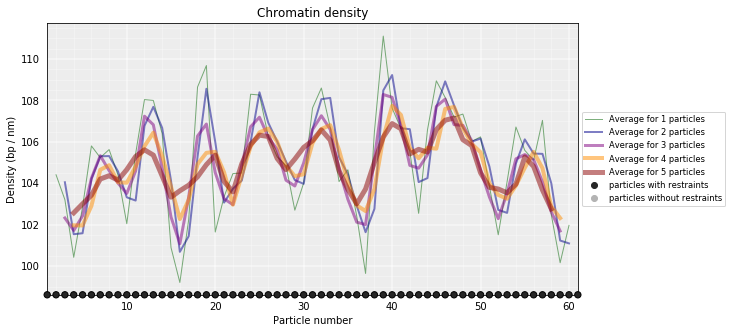 Chromatin density
110
108
106
104
102
100
Density (bp / nm)
10
20
30
40
50
60
Particle number
Average for 1 particles
Average for 2 particles
Average for 3 particles
Average for 4 particles
Average for 5 particles
particles with restraints
particles without restraints